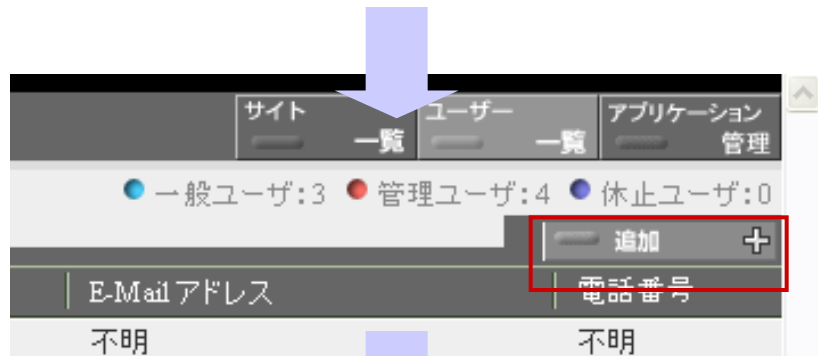 サイト 一覧
ユーザー 一覧
アプリケーション 管理
一般ユーザ:3 管理ユーザ:4 休止ユーザ:0
追加
E-Mail アドレス 電話番号
不明 不明